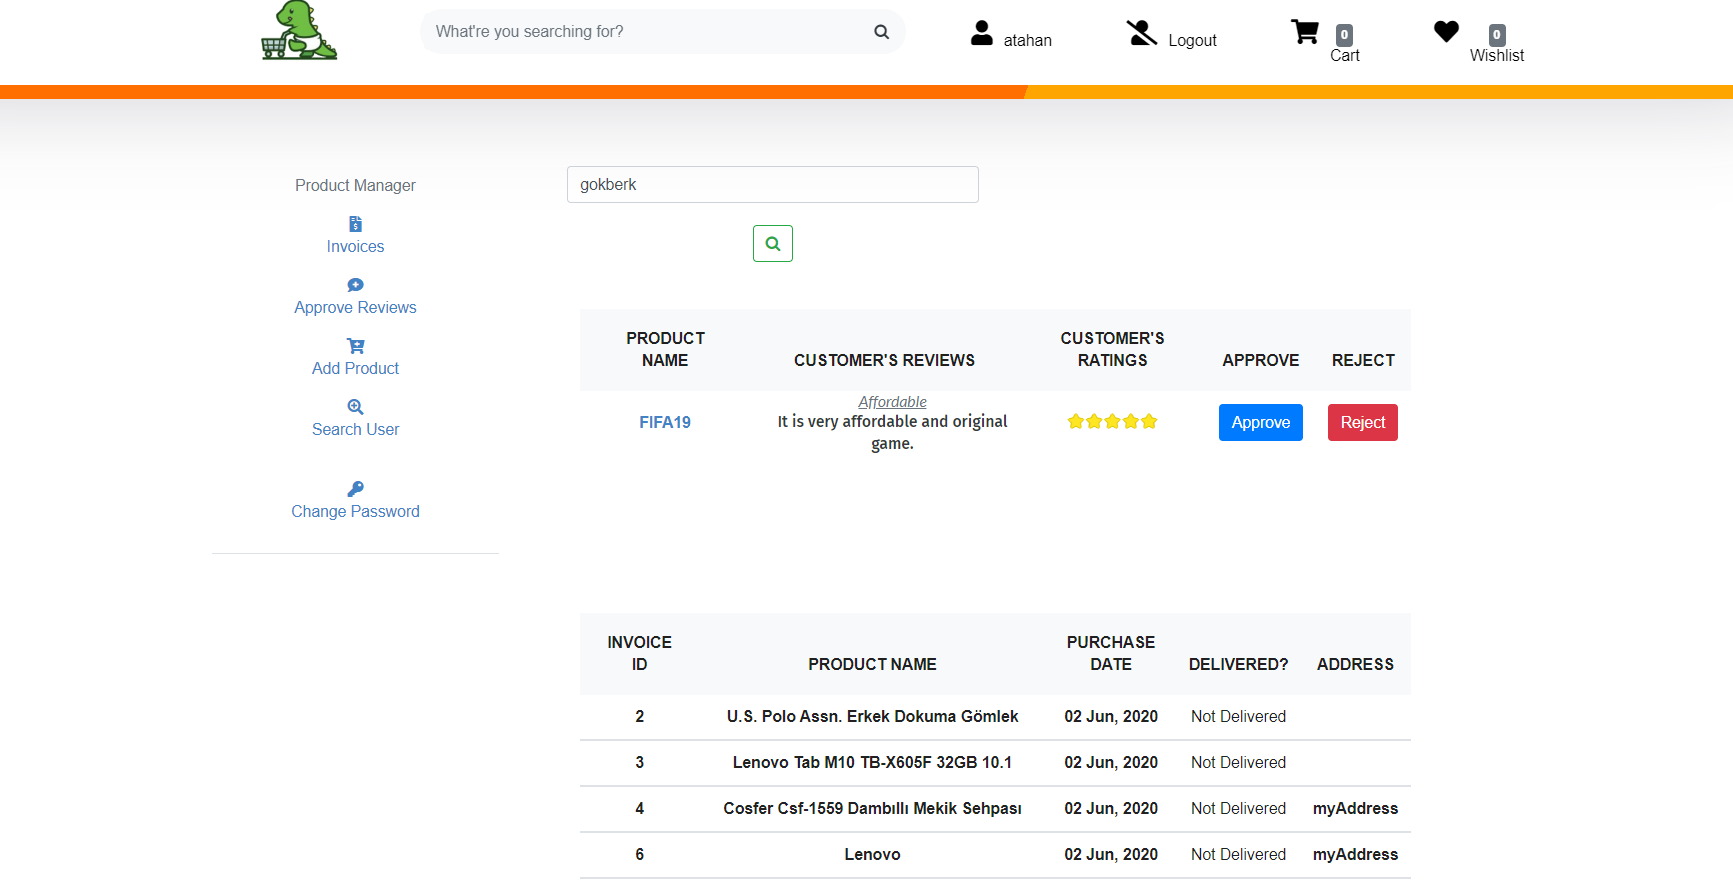 What're you searching for?
atahan
Logout
0
Cart
0
Wishlist
Product Manager
Invoices
Approve Reviews
Add Product
Search User
Change Password
gokberk
PRODUCT NAME
CUSTOMER'S REVIEWS
CUSTOMER'S RATINGS
APPROVE
REJECT
FIFA19
Affordable
It is very affordable and original
game.
Approve
Reject
INVOICE ID
PRODUCT NAME
PURCHASE DATE
DELIVERED?
ADDRESS
2 U.S. Polo Assn. Erkek Dokuma Gömlek 02 Jun, 2020 Not Delivered
3 Lenovo Tab M10 TB-X605F 32GB 10.1 02 Jun, 2020 Not Delivered
4 Cosfer Csf-1559 Dambıllı Mekik Sehpası 02 Jun, 2020 Not Delivered myAddress
6 Lenovo 02 Jun, 2020 Not Delivered myAddress